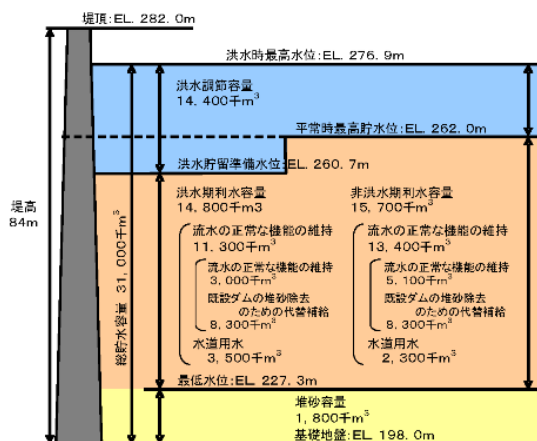 堤頂:EL. 282. 0m
洪水時最高水位:EL. 276. 9m
洪水調節容量
14. 400千m³
平常時最高貯水位:EL. 262. 0m
洪水貯留準備水位:EL. 260. 7m
堤高
84m
総貯水容量 31, 000千m³
洪水期利水容量
14. 800千m3
流水の正常な機能の維持
11. 300千m³
流水の正常な機能の維持
3, 000千m³
既設ダムの堆砂除去
のための代替補給
8, 300千m³
水道用水
3, 500千m³
非洪水期利水容量
15, 700千m³
流水の正常な機能の維持
13, 400千m³
流水の正常な機能の維持
5, 100千m³
既設ダムの堆砂除去
のための代替補給
8, 300千m³
水道用水
2, 300千m³
最低水位:EL. 227. 3m
堆砂容量
1, 800千m³
基礎地盤:EL. 198. 0m